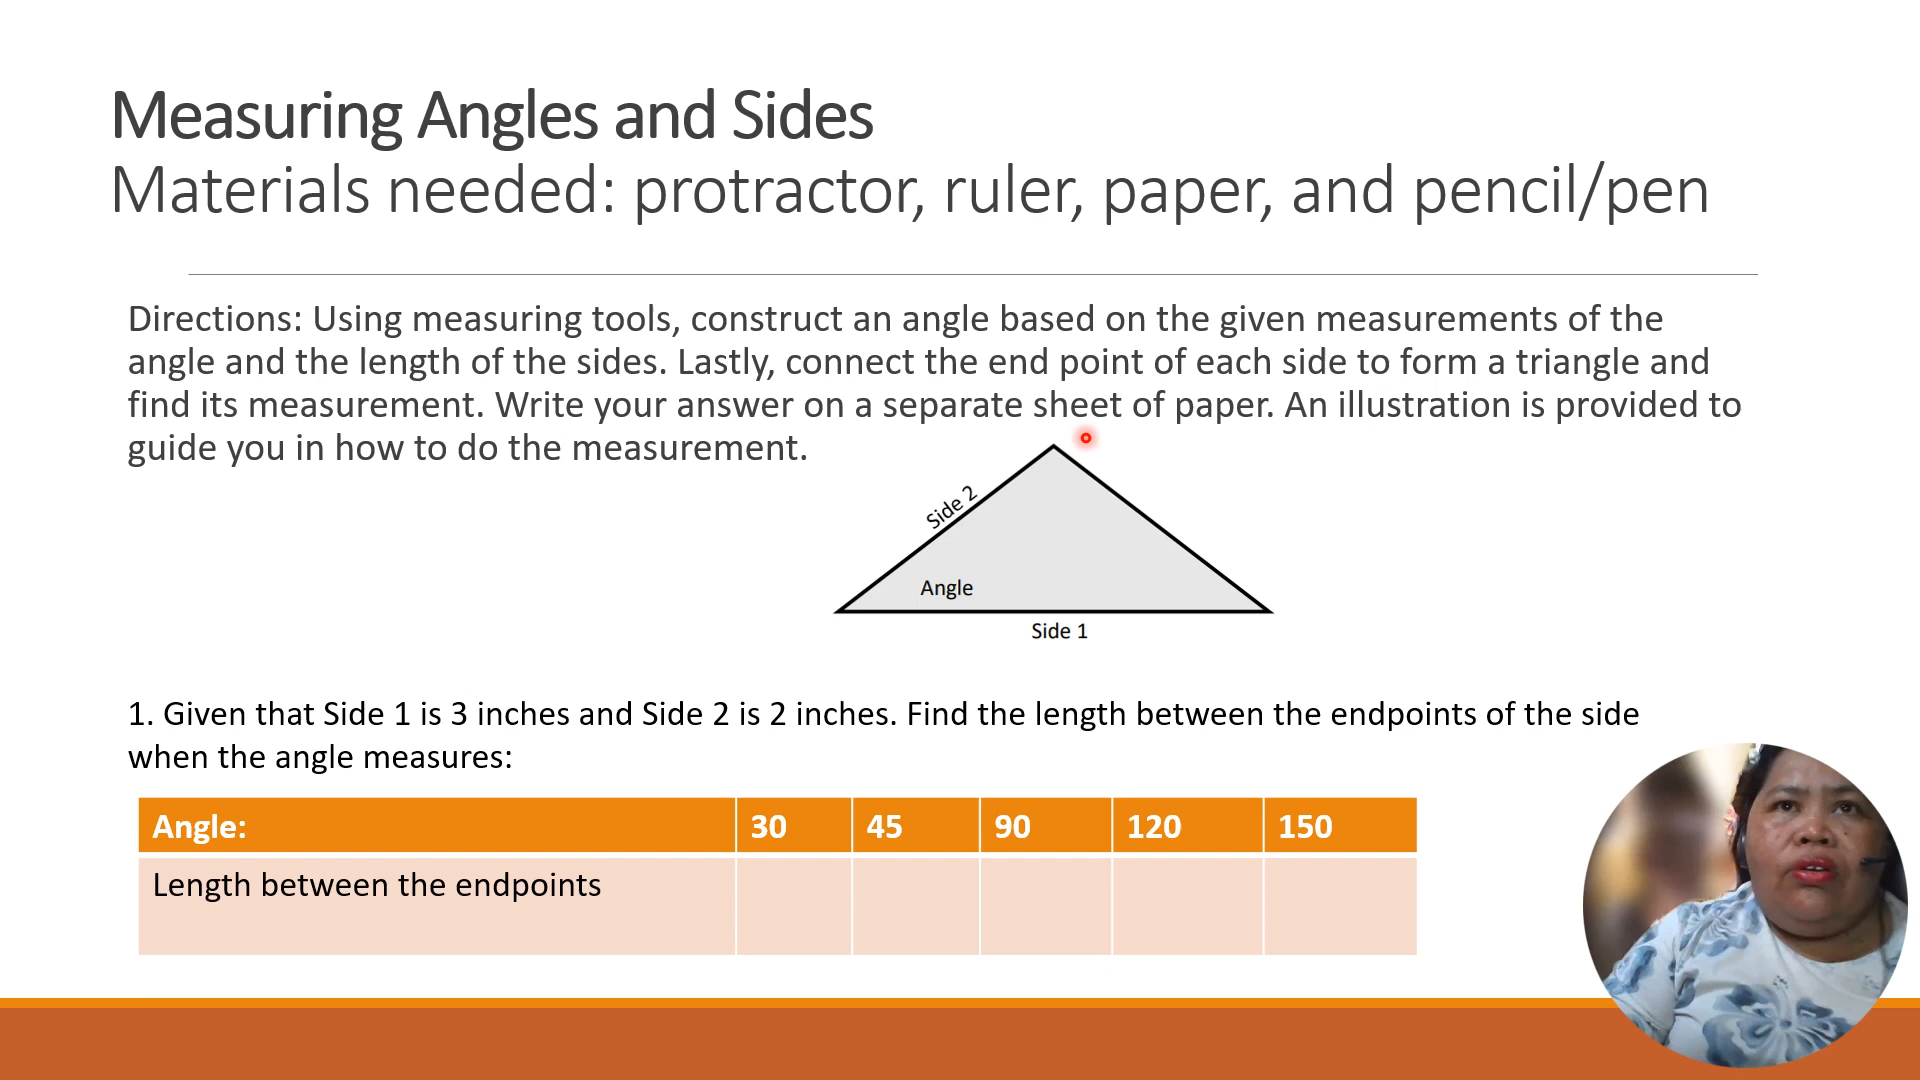 Measuring Angles and Sides
Materials needed: protractor, ruler, paper, and pencil/pen
Directions: Using measuring tools, construct an angle based on the given measurements of the
angle and the length of the sides. Lastly, connect the end point of each side to form a triangle and
find its measurement. Write your answer on a separate sheet of paper. An illustration is provided to
guide you in how to do the measurement.
Side 2
Angle
Side 1
1. Given that Side 1 is 3 inches and Side 2 is 2 inches. Find the length between the endpoints of the side
when the angle measures:
Angle: 30 45 90 120 150
Length between the endpoints